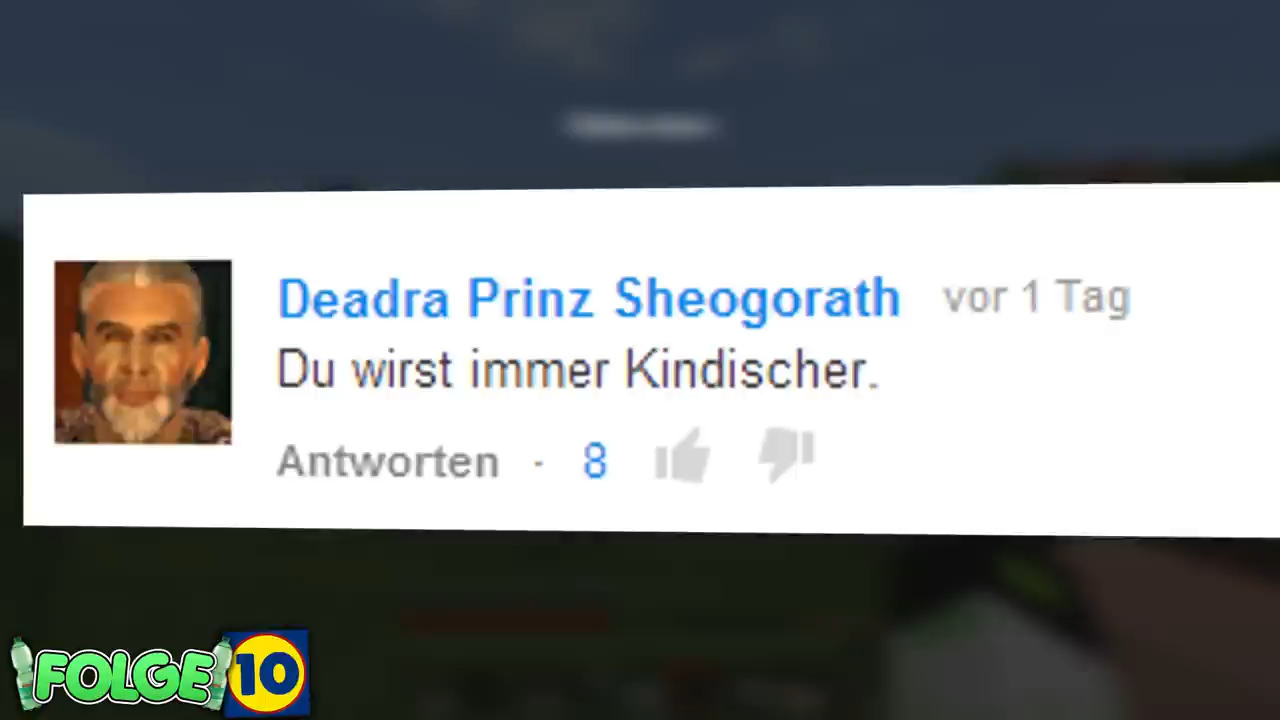 Deadra Prinz Sheogorath vor 1 Tag
Du wirst immer Kindischer.
Antworten · 8
FOLGE 10